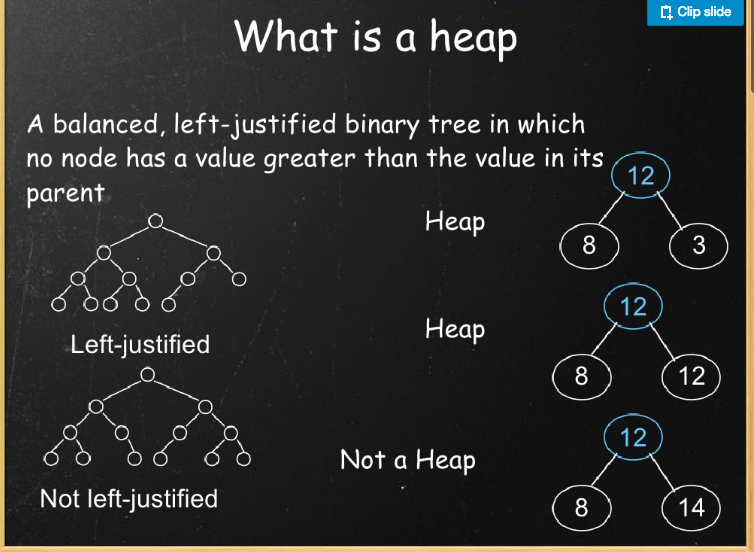 Clip slide
What is a heap
A balanced, left-justified binary tree in which
no node has a value greater than the value in its
parent
Heap
12
8
3
Left-justified
Heap
12
8
12
Not left-justified
Not a Heap
12
8
14